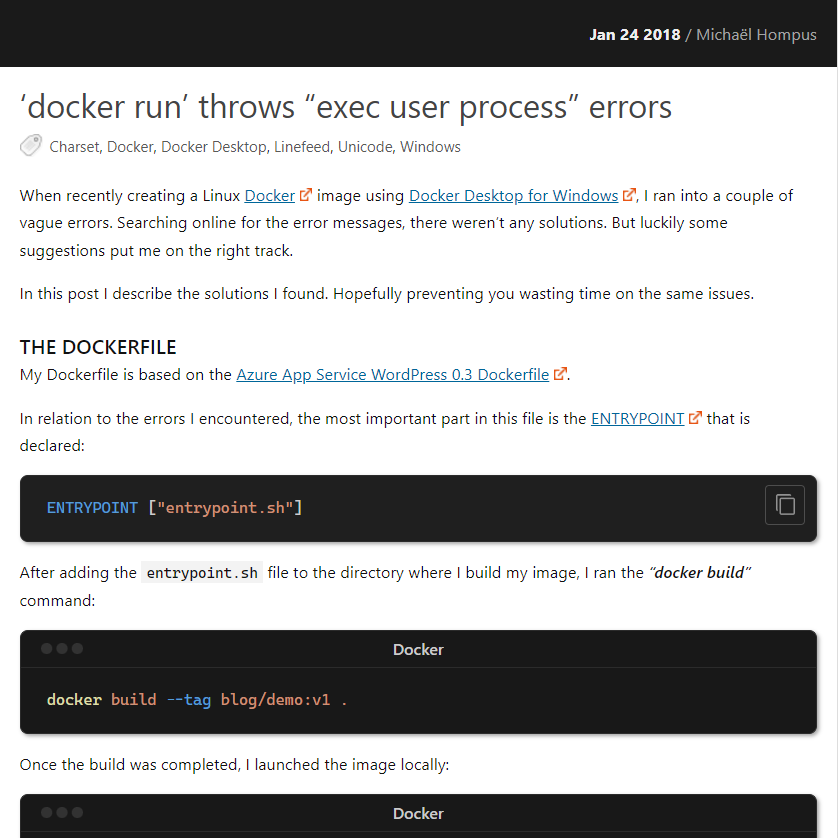 Jan 24 2018 / Michaël Hompus
‘docker run’ throws “exec user process” errors
Charset, Docker, Docker Desktop, Linefeed, Unicode, Windows
When recently creating a Linux Docker image using Docker Desktop for Windows, I ran into a couple of
vague errors. Searching online for the error messages, there weren’t any solutions. But luckily some
suggestions put me on the right track.
In this post I describe the solutions I found. Hopefully preventing you wasting time on the same issues.
THE DOCKERFILE
My Dockerfile is based on the Azure App Service WordPress 0.3 Dockerfile.
In relation to the errors I encountered, the most important part in this file is the ENTRYPOINT that is
declared:
ENTRYPOINT ["entrypoint.sh"]
After adding the entrypoint.sh file to the directory where I build my image, I ran the “docker build”
command:
Docker
docker build --tag blog/demo:v1 .
Once the build was completed, I launched the image locally:
Docker